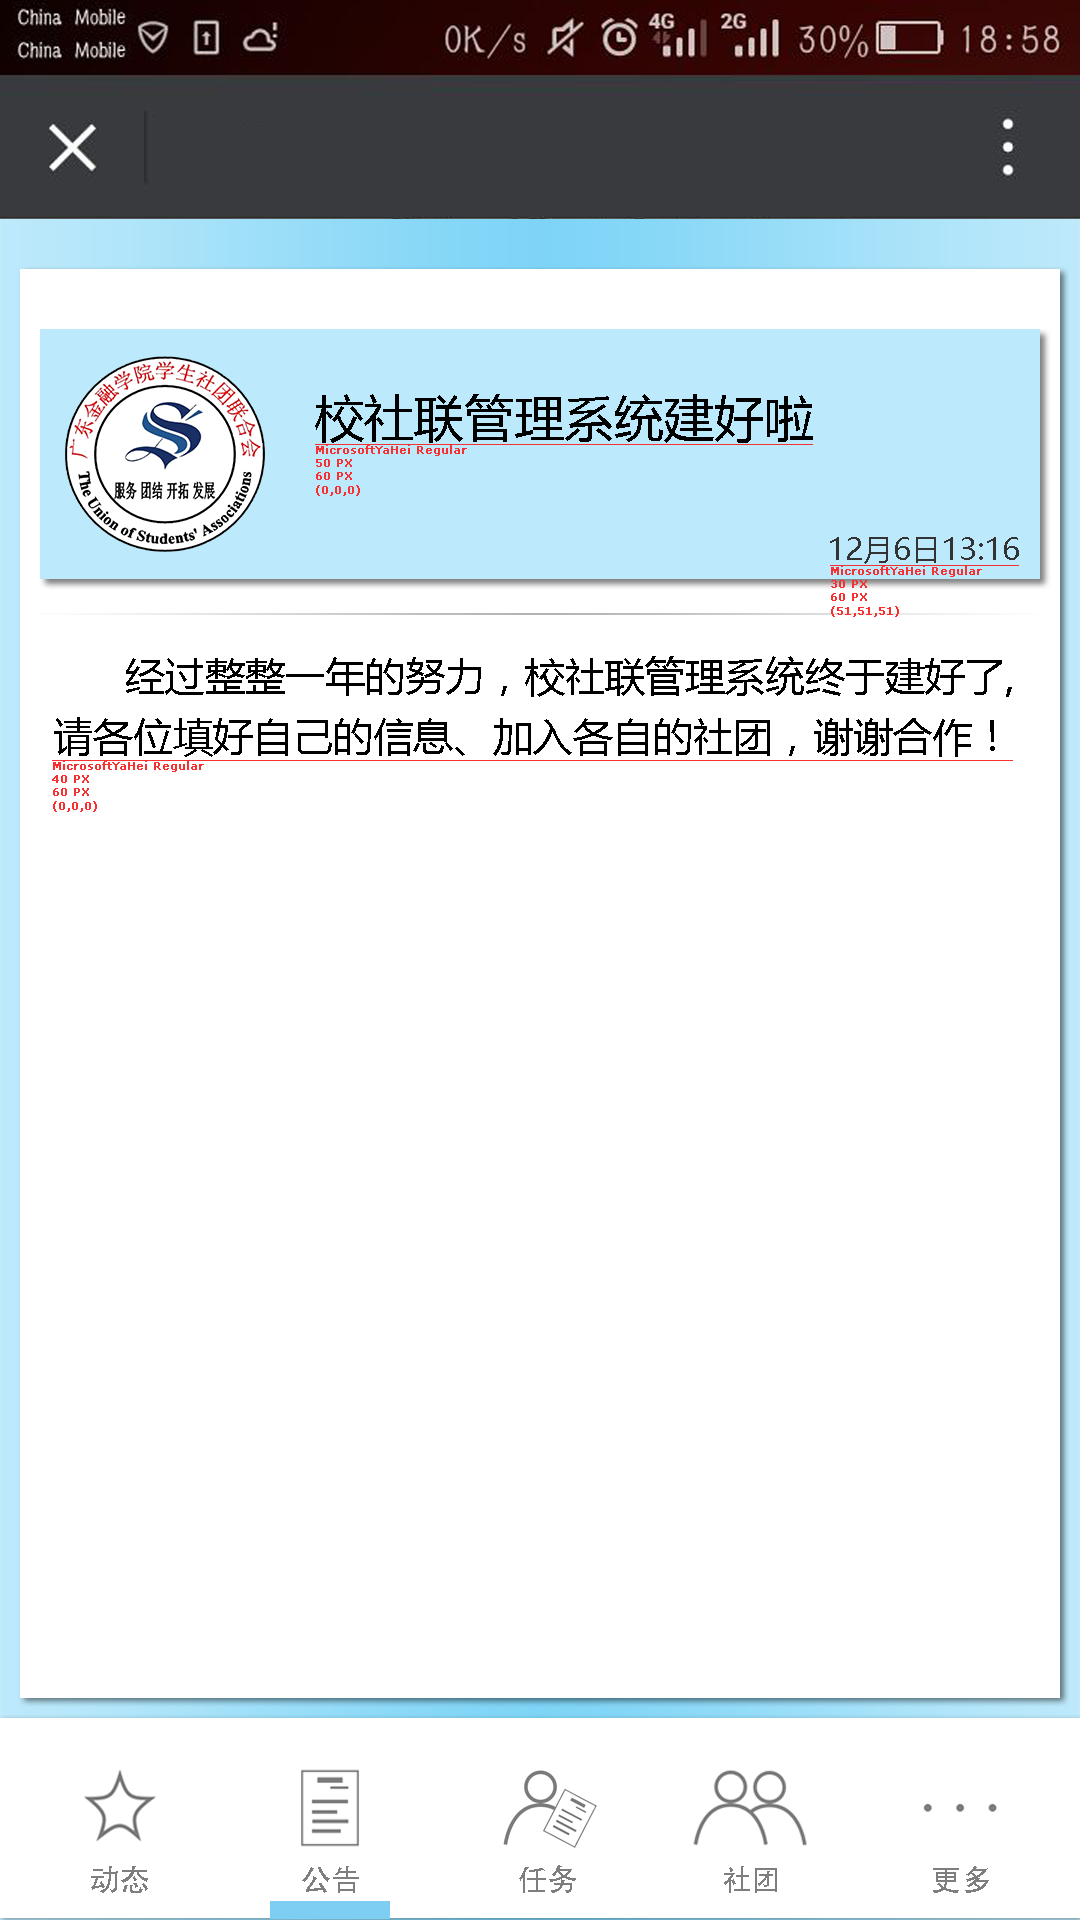 China Mobile
China Mobile
0K/s 4G 2G 30% 18:58
广东金融学院学生社团联合会
服务 团结 开拓 发展
The Union of Students' Associations
校社联管理系统建好啦
MicrosoftYaHei Regular
50 PX
60 PX
(0,0,0)
12月6日13:16
MicrosoftYaHei Regular
30 PX
60 PX
(51,51,51)
经过整整一年的努力，校社联管理系统终于建好了,
请各位填好自己的信息、加入各自的社团，谢谢合作！
MicrosoftYaHei Regular
40 PX
60 PX
(0,0,0)
动态 公告 任务 社团 更多